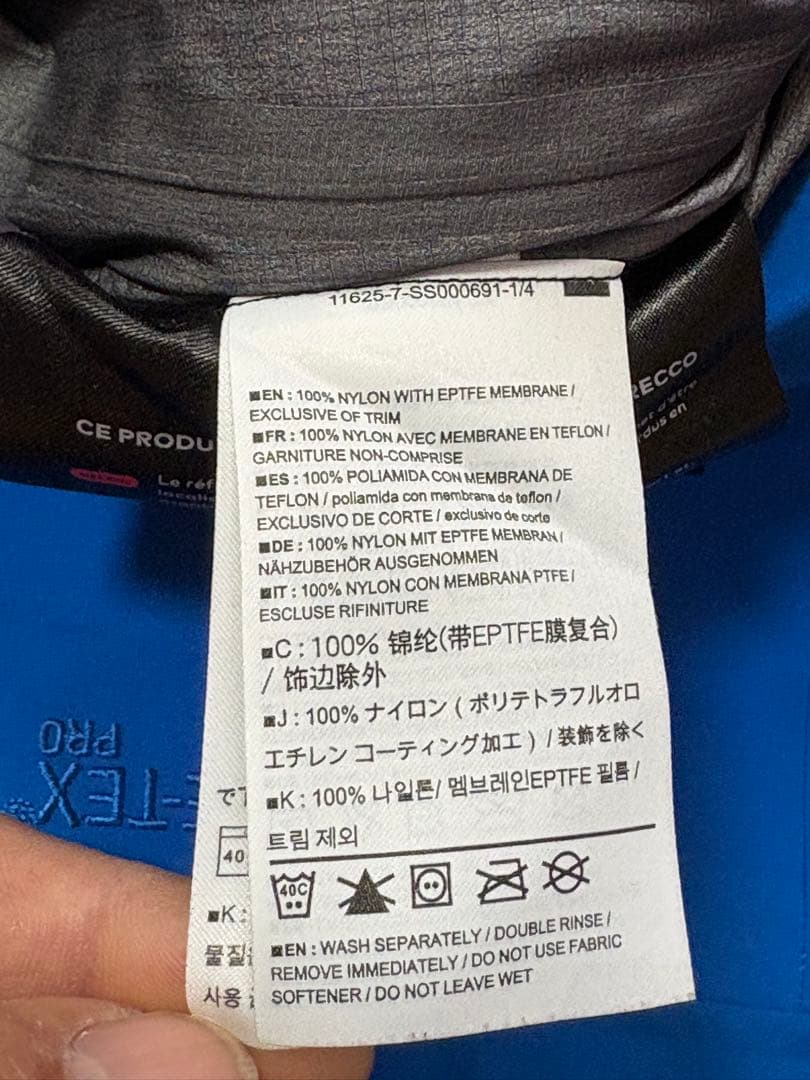 11625-7-SS000691-1/4
EN : 100% NYLON WITH EPTFE MEMBRANE /
EXCLUSIVE OF TRIM
FR : 100% NYLON AVEC MEMBRANE EN TEFLON /
GARNITURE NON-COMPRISE
ES : 100% POLIAMIDA CON MEMBRANA DE
TEFLON / poliamida con membrana de teflon /
EXCLUSIVO DE CORTE / exclusivo de corte
DE : 100% NYLON MIT EPTFE MEMBRAN /
NÄHZUBEHÖR AUSGENOMMEN
IT : 100% NYLON CON MEMBRANA PTFE /
ESCLUSE RIFINITURE
C : 100% 锦纶(带EPTFE膜复合)
/ 饰边除外
J : 100% ナイロン ( ポリテトラフルオロ
エチレン コーティング加工 ) / 装飾を除く
K : 100% 나일론/ 멤브레인EPTFE 필름 /
트림 제외
40C
EN : WASH SEPARATELY / DOUBLE RINSE /
REMOVE IMMEDIATELY / DO NOT USE FABRIC
SOFTENER / DO NOT LEAVE WET
CE PRODU
RECCO
Le réf
E-TEX
PRO
40
K :
사용